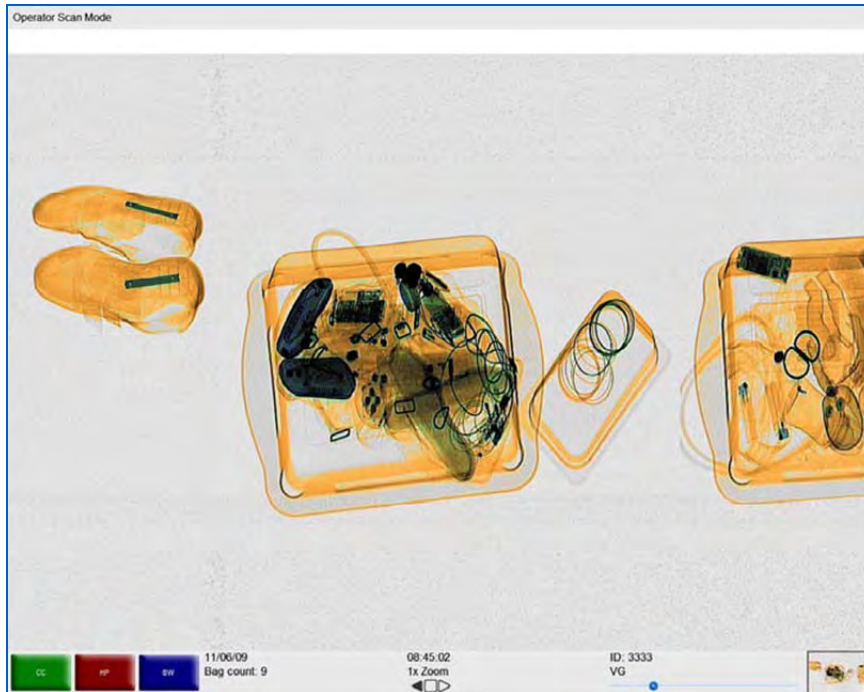 Operator Scan Mode
CC
HP
BW
11/06/09
Bag count: 9
08:45:02
1x Zoom
ID: 3333
VG